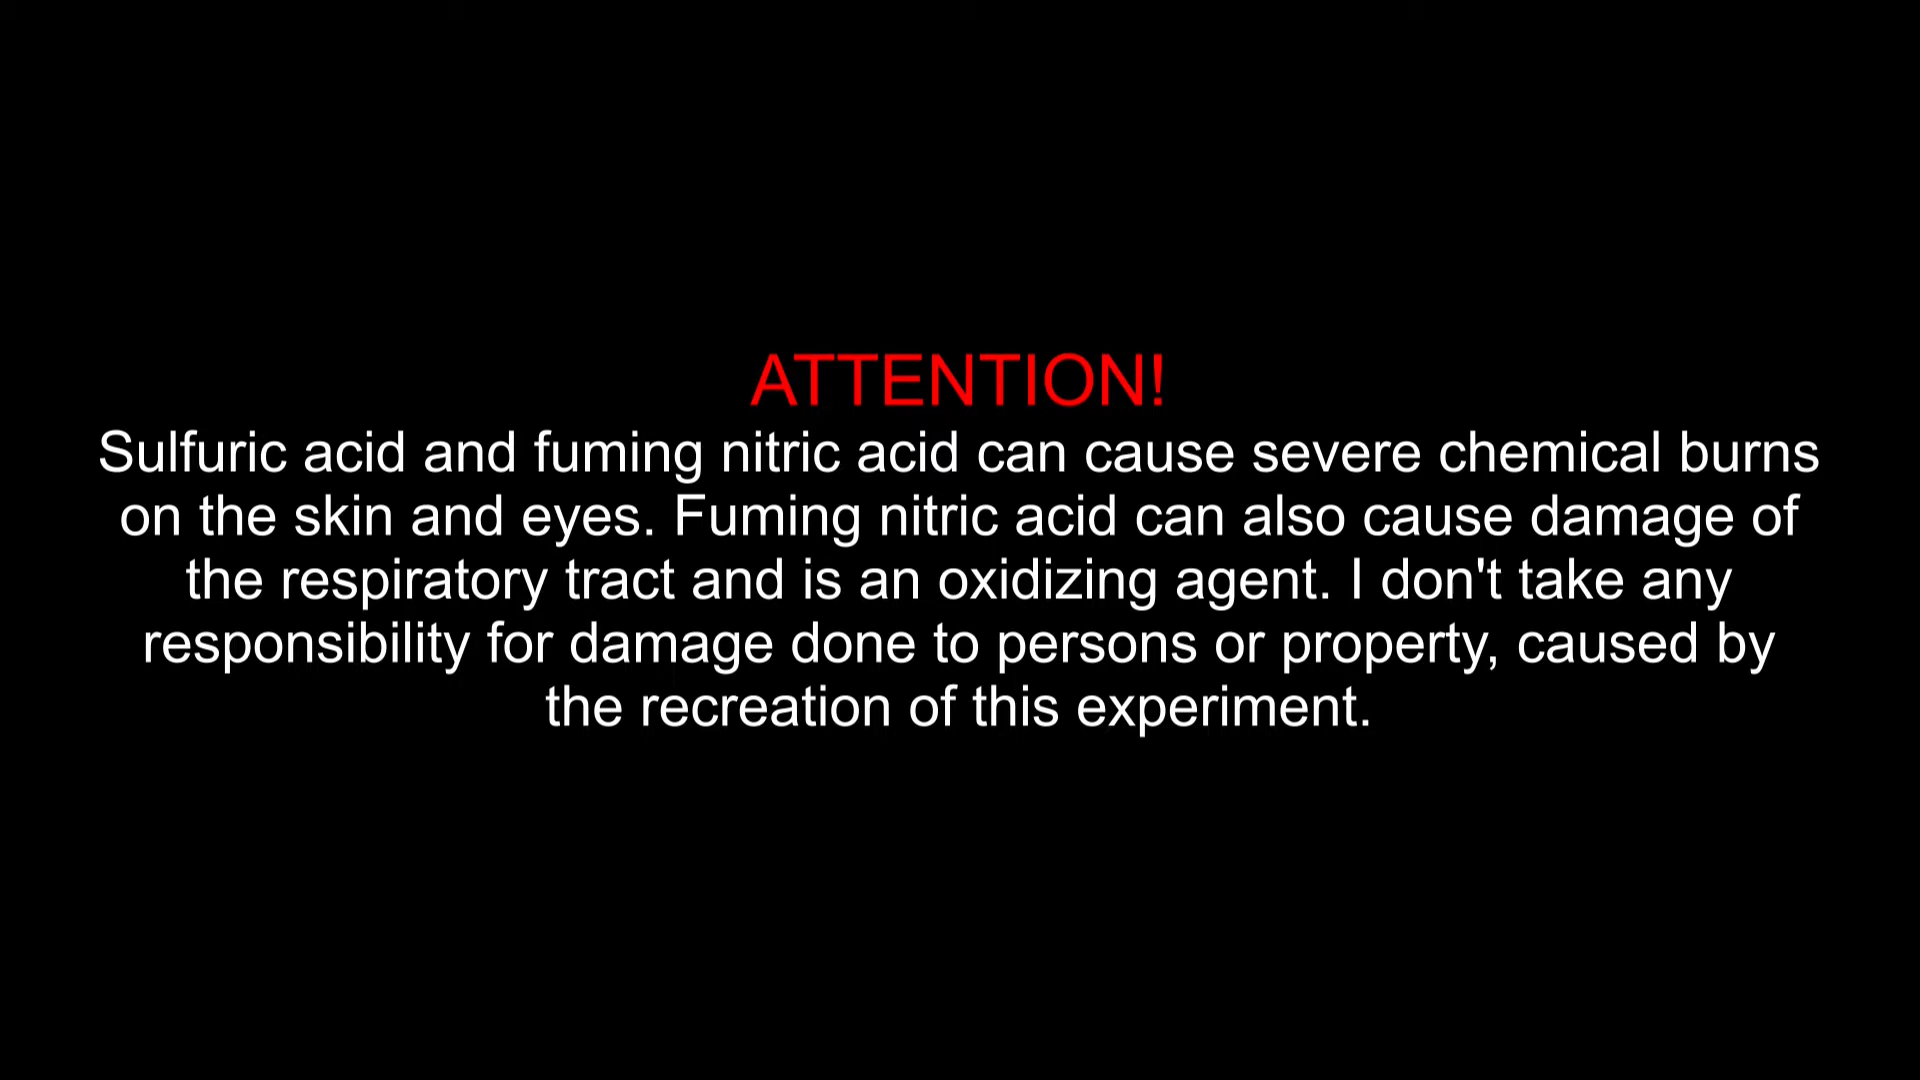 ATTENTION!
Sulfuric acid and fuming nitric acid can cause severe chemical burns
on the skin and eyes. Fuming nitric acid can also cause damage of
the respiratory tract and is an oxidizing agent. I don't take any
responsibility for damage done to persons or property, caused by
the recreation of this experiment.